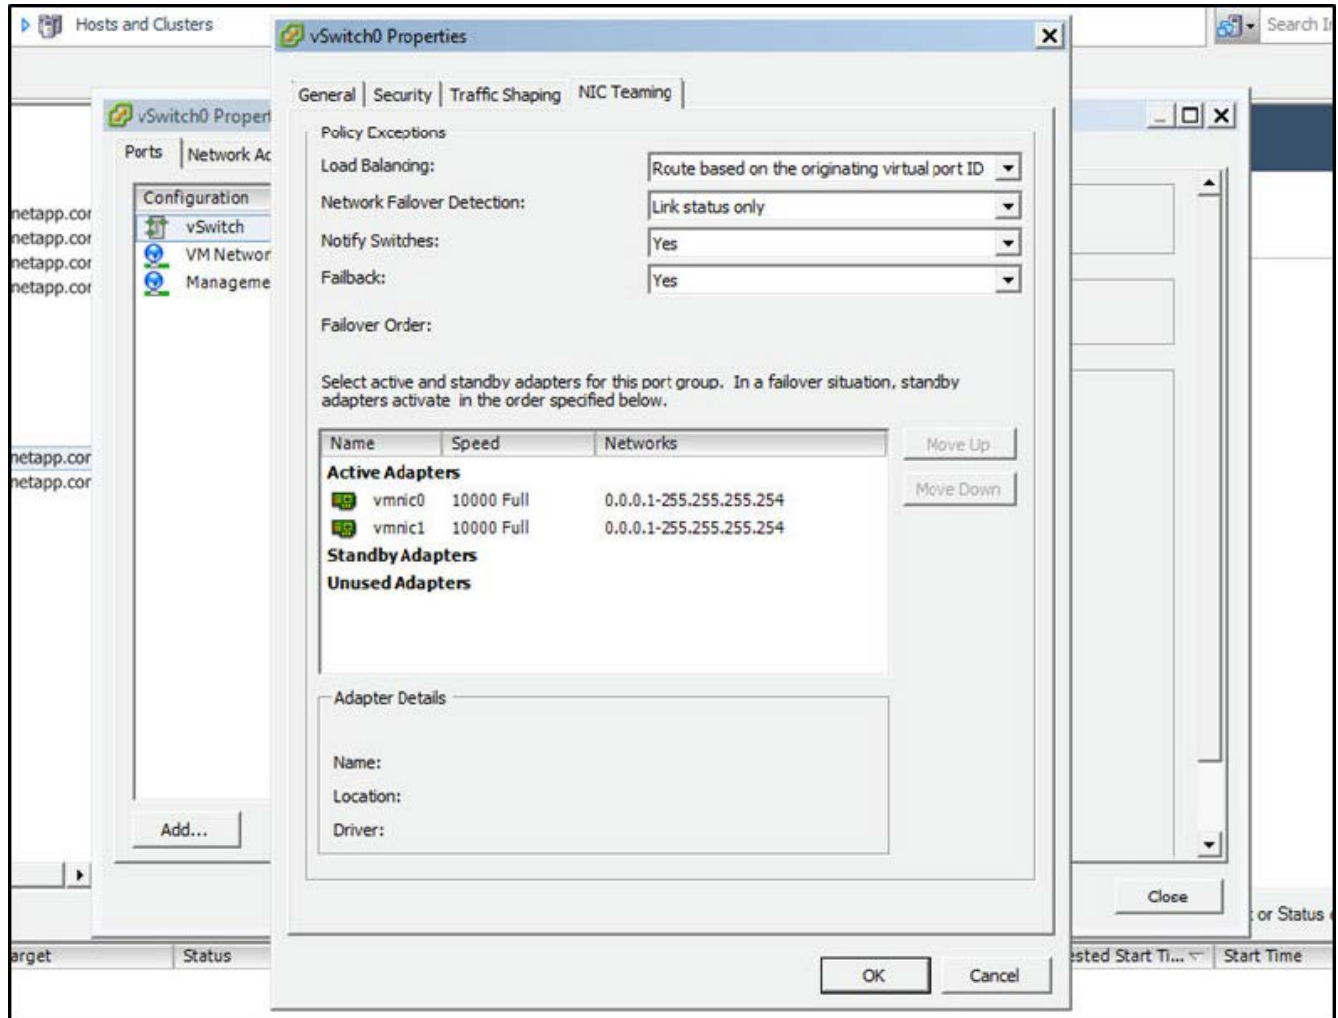 Hosts and Clusters
Search I
vSwitch0 Properties
vSwitch0 Proper
General
Security
Traffic Shaping
NIC Teaming
Ports
Network Ac
Configuration
vSwitch
VM Networ
Manageme
netapp.cor
netapp.cor
netapp.cor
netapp.cor
netapp.cor
netapp.cor
Policy Exceptions
Load Balancing:
Route based on the originating virtual port ID
Network Failover Detection:
Link status only
Notify Switches:
Yes
Failback:
Yes
Failover Order:
Select active and standby adapters for this port group. In a failover situation, standby
adapters activate in the order specified below.
Name Speed Networks
Active Adapters
vmnic0 10000 Full 0.0.0.1-255.255.255.254
vmnic1 10000 Full 0.0.0.1-255.255.255.254
Standby Adapters
Unused Adapters
Move Up
Move Down
Adapter Details
Name:
Location:
Driver:
Add...
Close
or Status
OK
Cancel
arget
Status
ested Start Ti...
Start Time